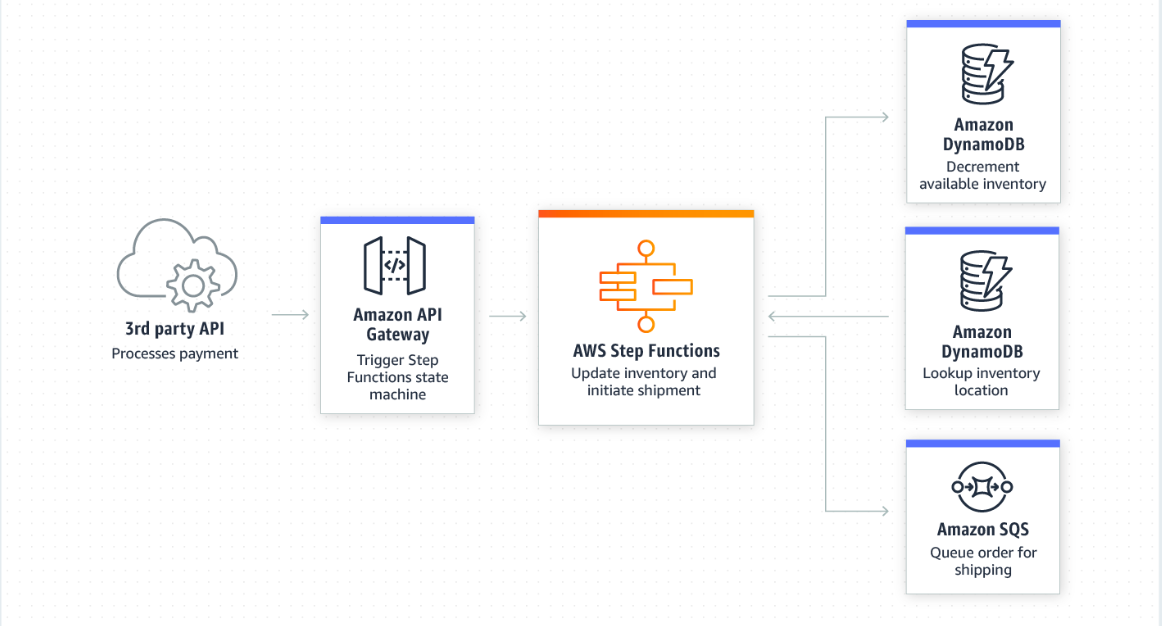 3rd party API
Processes payment
Amazon API
Gateway
Trigger Step
Functions state
machine
AWS Step Functions
Update inventory and
initiate shipment
Amazon
DynamoDB
Decrement
available inventory
Amazon
DynamoDB
Lookup inventory
location
Amazon SQS
Queue order for
shipping